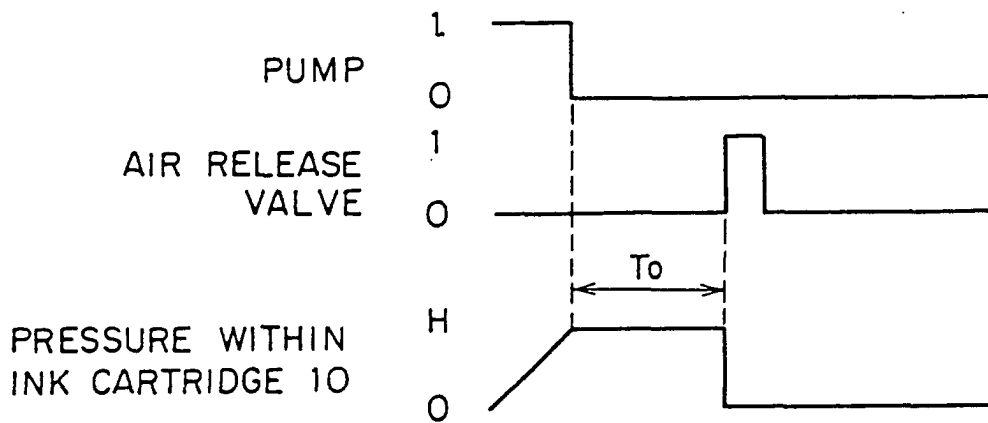 1
PUMP
0
1
AIR RELEASE
VALVE
0
To
H
PRESSURE WITHIN
INK CARTRIDGE 10
0